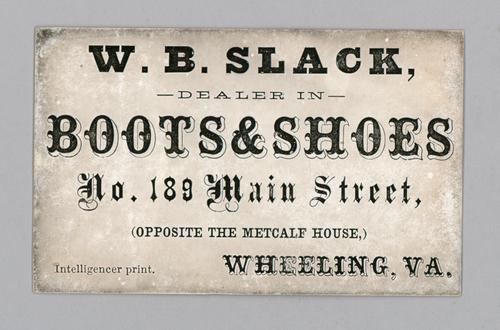 W. B. SLACK,
—DEALER IN—
BOOTS & SHOES
No. 189 Main Street,
(OPPOSITE THE METCALF HOUSE,)
Intelligencer print. WHEELING, VA.